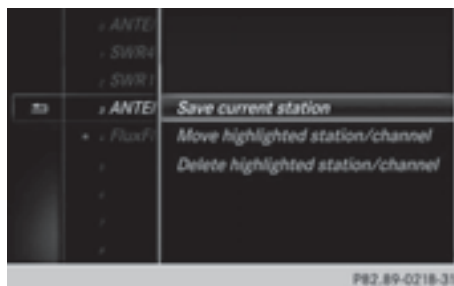 ANTE
SWR4
SWR1
ANTE
Save current station
FluxF
Move highlighted station/channel
Delete highlighted station/channel
P82.89-0218-31